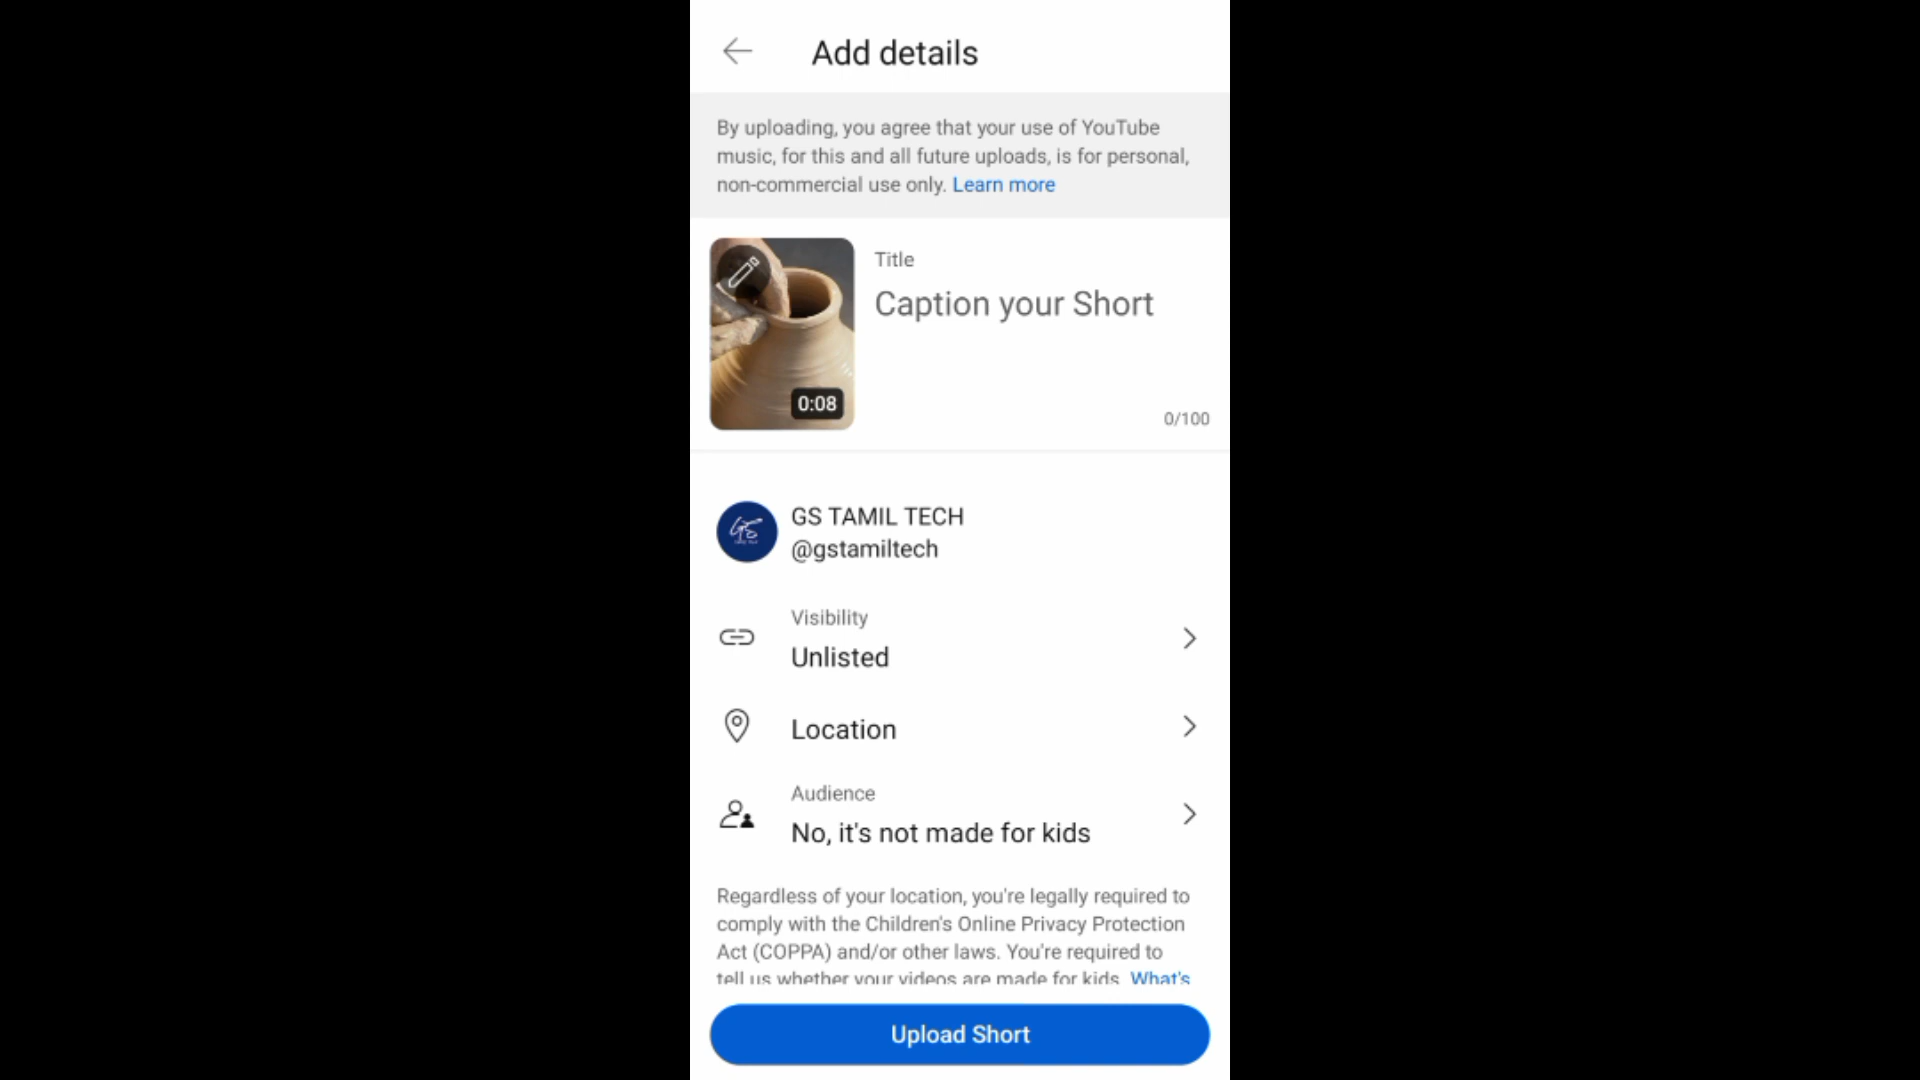 Add details
By uploading, you agree that your use of YouTube
music, for this and all future uploads, is for personal,
non-commercial use only. Learn more
Title
Caption your Short
0:08
0/100
GS TAMIL TECH
@gstamiltech
Visibility
Unlisted
Location
Audience
No, it's not made for kids
Regardless of your location, you're legally required to
comply with the Children's Online Privacy Protection
Act (COPPA) and/or other laws. You're required to
tell us whether your videos are made for kids. What's
Upload Short